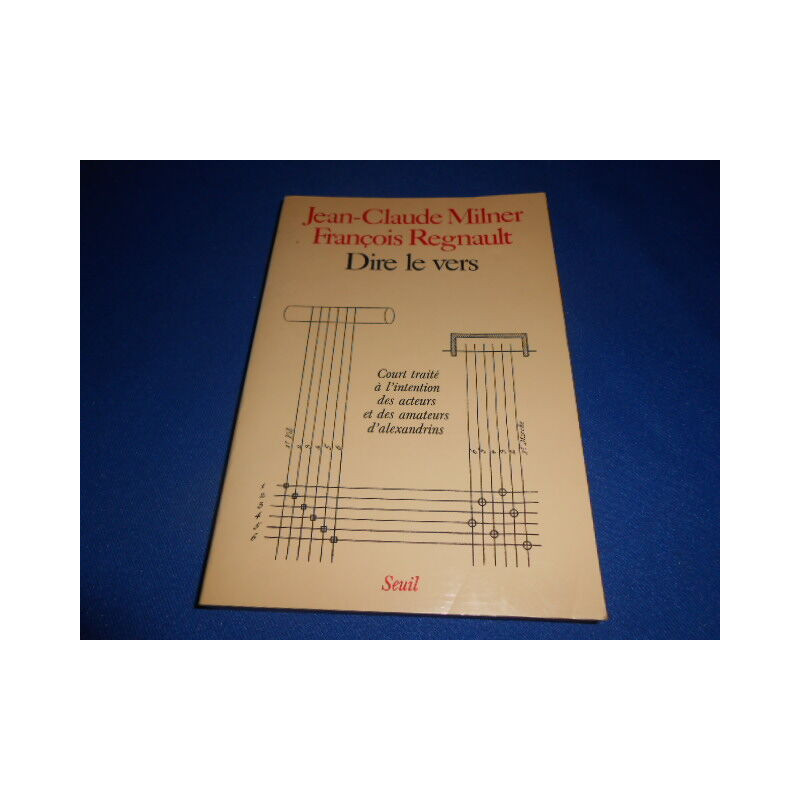 Jean-Claude Milner
François Regnault
Dire le vers
Court traité
à l'intention
des acteurs
et des amateurs
d'alexandrins
Seuil